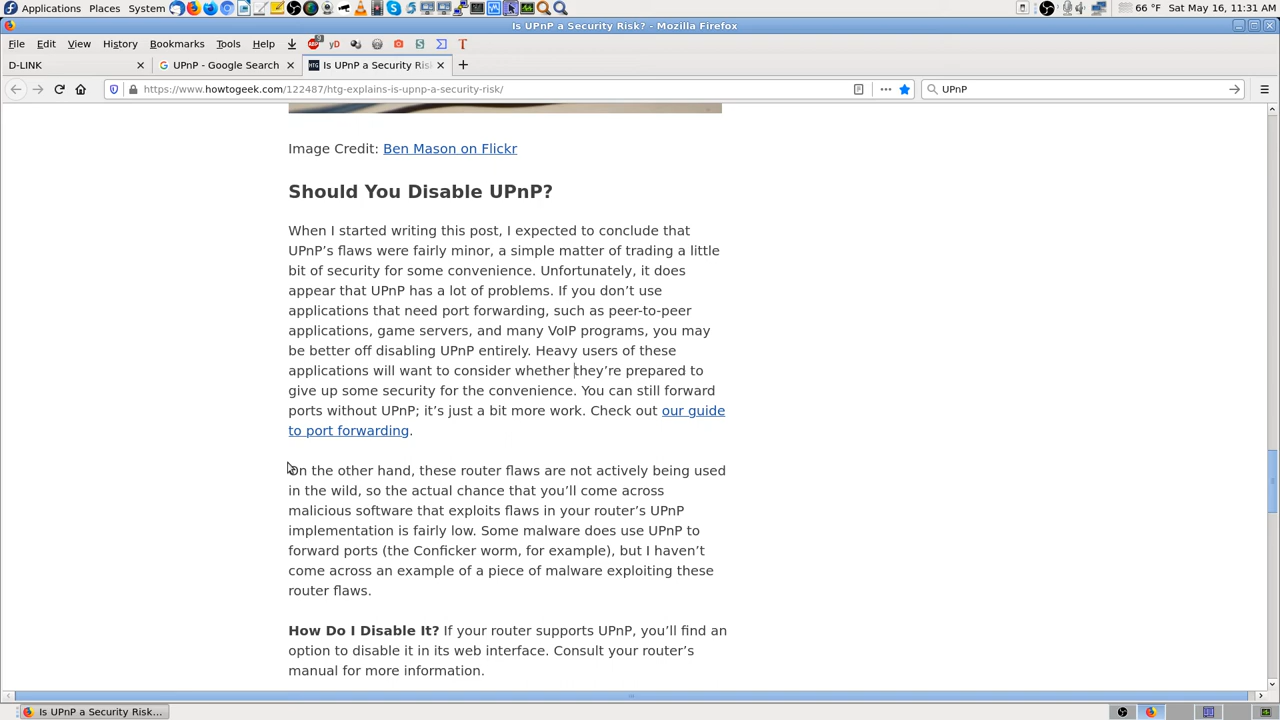 Applications Places System 66 °F Sat May 16, 11:31 AM
Is UPnP a Security Risk? - Mozilla Firefox
File Edit View History Bookmarks Tools Help
D-LINK UPnP - Google Search Is UPnP a Security Ris
https://www.howtogeek.com/122487/htg-explains-is-upnp-a-security-risk/ UPnP
Image Credit: Ben Mason on Flickr
Should You Disable UPnP?
When I started writing this post, I expected to conclude that
UPnP’s flaws were fairly minor, a simple matter of trading a little
bit of security for some convenience. Unfortunately, it does
appear that UPnP has a lot of problems. If you don’t use
applications that need port forwarding, such as peer-to-peer
applications, game servers, and many VoIP programs, you may
be better off disabling UPnP entirely. Heavy users of these
applications will want to consider whether they’re prepared to
give up some security for the convenience. You can still forward
ports without UPnP; it’s just a bit more work. Check out our guide
to port forwarding.
On the other hand, these router flaws are not actively being used
in the wild, so the actual chance that you’ll come across
malicious software that exploits flaws in your router’s UPnP
implementation is fairly low. Some malware does use UPnP to
forward ports (the Conficker worm, for example), but I haven’t
come across an example of a piece of malware exploiting these
router flaws.
How Do I Disable It? If your router supports UPnP, you’ll find an
option to disable it in its web interface. Consult your router’s
manual for more information.
Is UPnP a Security Risk...